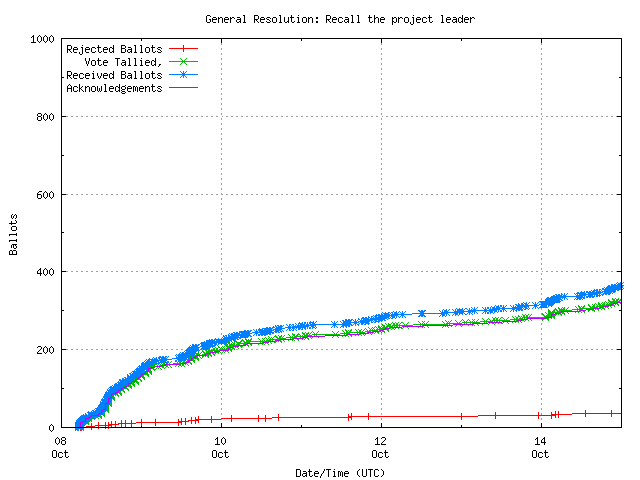 General Resolution: Recall the project leader
1000
800
600
400
200
0
Ballots
Rejected Ballots
Vote Tallied,
Received Ballots
Acknowledgements
08 Oct
10 Oct
12 Oct
14 Oct
Date/Time (UTC)